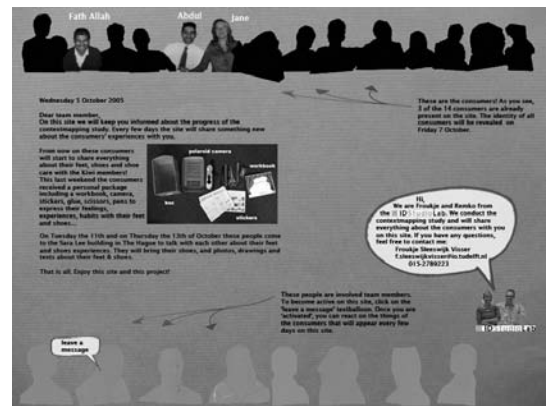 Fath Allah
Abdul
Jane
Wednesday 5 October 2005
Dear team member,
On this site we will keep you informed about the progress of the
contextmapping study. Every few days the site will share something new
about the consumers' experiences with you.
From now on these consumers
will start to share everything
about their feet, shoes and shoe
care with the Kiwi members!
This last weekend the consumers
received a personal package
including a workbook, camera,
stickers, glue, scissors, pens to
express their feelings,
experiences, habits with their feet
and shoes...
polaroid camera
workbook
box
stickers
On Tuesday the 11th and on Thursday the 13th of October these people come
to the Sara Lee building in The Hague to talk with each other about their feet
and shoes experiences. They will bring their shoes, and photos, drawings and
texts about their feet & shoes.
That is all. Enjoy this site and this project!
These are the consumers! As you see,
3 of the 14 consumers are already
present on the site. The identity of all
consumers will be revealed on
Friday 7 October.
Hi,
We are Froukje and Remko from
the ID StudioLab. We conduct the
contextmapping study and will share
everything about the consumers with you
on this site. If you have any questions,
feel free to contact me:
Froukje Sleeswijk Visser
f.sleeswijkvisser@io.tudelft.nl
015-2789223
ID StudioLab
These people are involved team members.
To become active on this site, click on the
'leave a message' textballoon. Once you are
'activated', you can react on the things of
the consumers that will appear every few
days on this site.
leave a
message